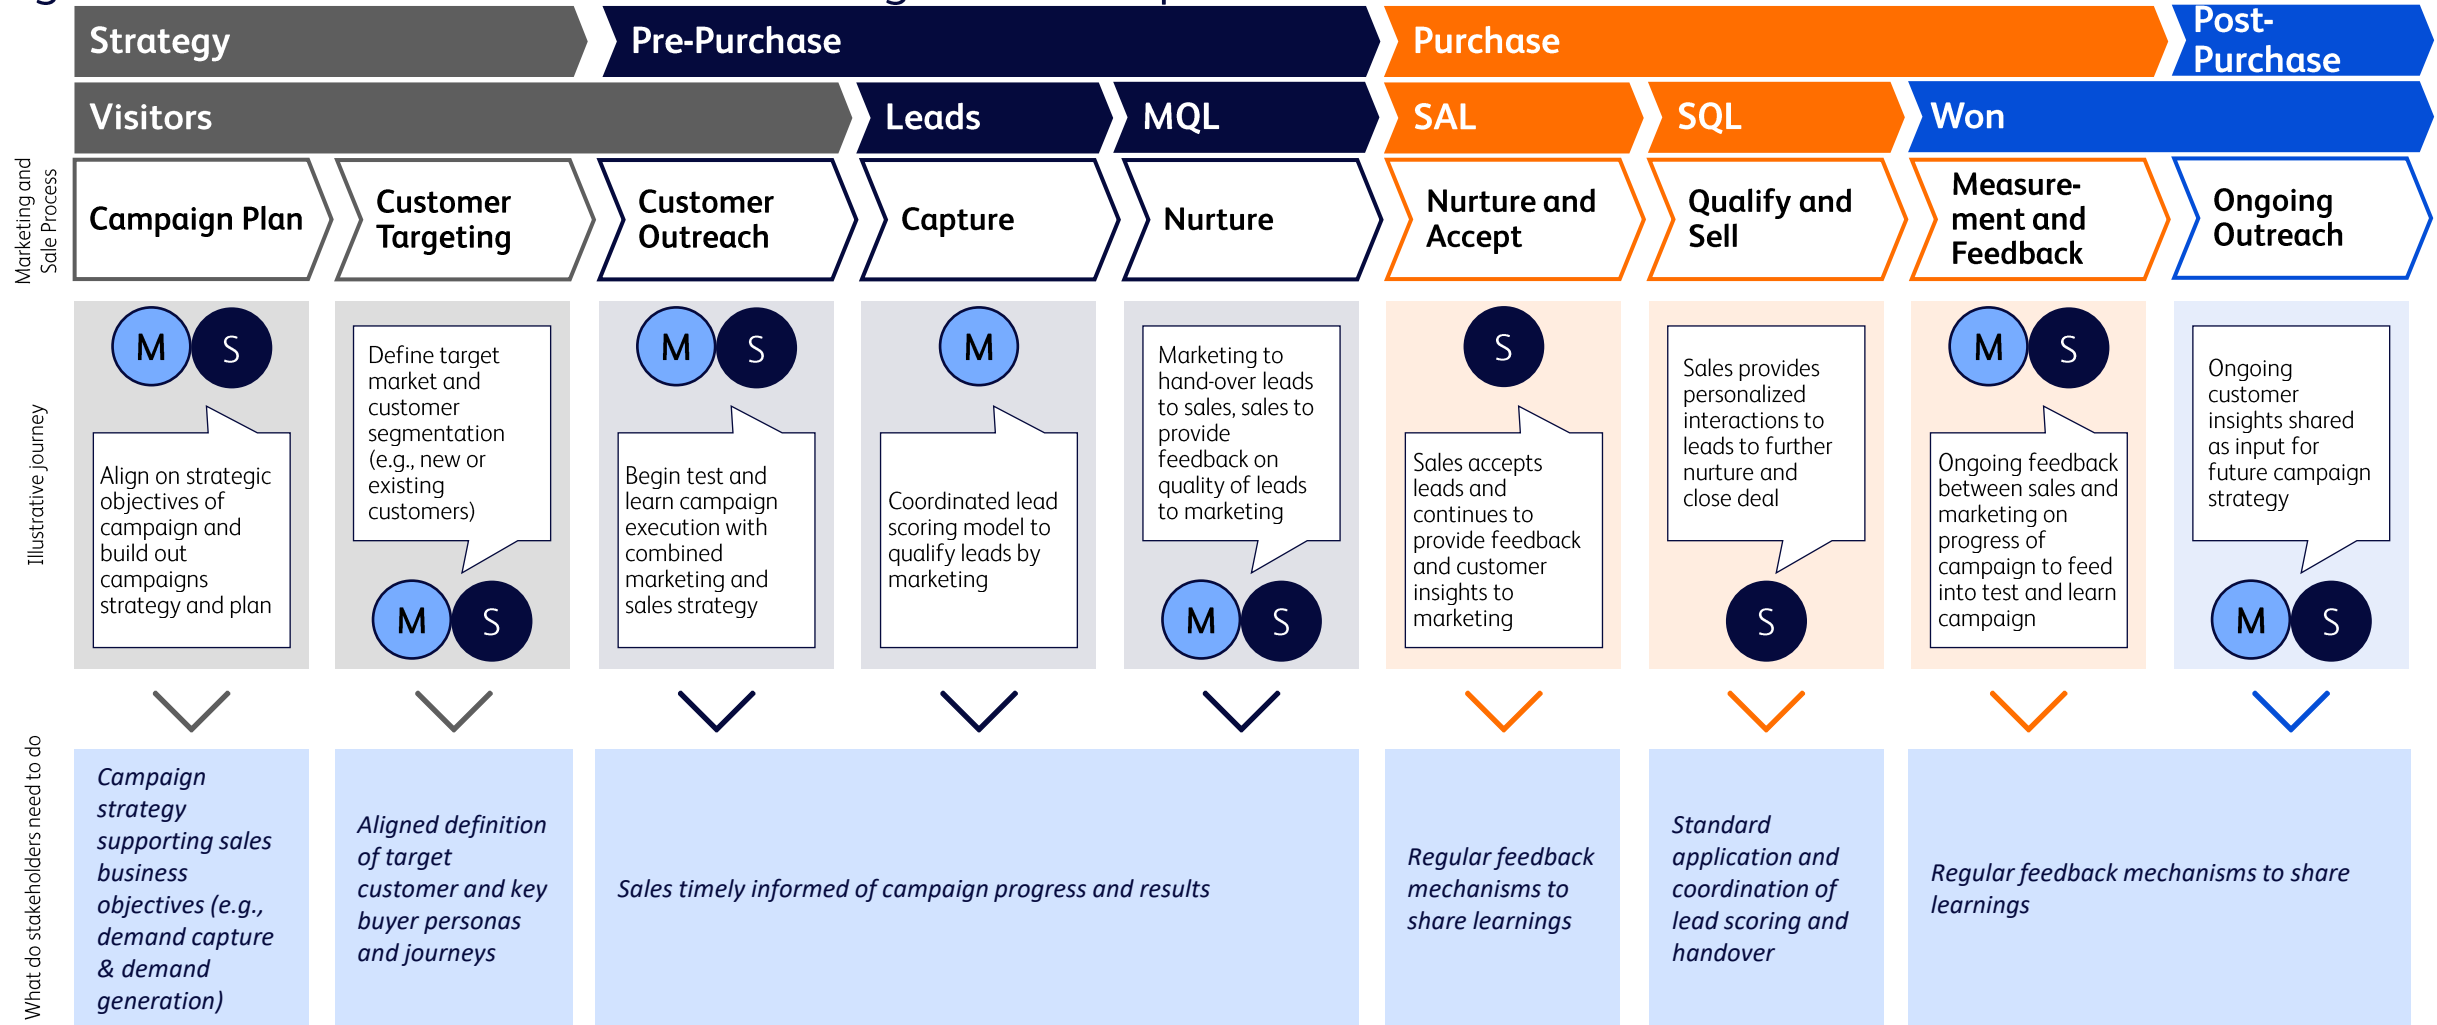 Strategy
Pre-Purchase
Purchase
Post-
Purchase
Visitors
Leads
MQL
SAL
SQL
Won
Marketing and
Sale Process
Campaign Plan
Customer
Targeting
Customer
Outreach
Capture
Nurture
Nurture and
Accept
Qualify and
Sell
Measure-
ment and
Feedback
Ongoing
Outreach
Illustrative journey
M S
Align on strategic
objectives of
campaign and
build out
campaigns
strategy and plan
Define target
market and
customer
segmentation
(e.g., new or
existing
customers)
M S
M S
Begin test and
learn campaign
execution with
combined
marketing and
sales strategy
M
Coordinated lead
scoring model to
qualify leads by
marketing
Marketing to
hand-over leads
to sales, sales to
provide
feedback on
quality of leads
to marketing
M S
S
Sales accepts
leads and
continues to
provide feedback
and customer
insights to
marketing
Sales provides
personalized
interactions to
leads to further
nurture and
close deal
S
M S
Ongoing feedback
between sales and
marketing on
progress of
campaign to feed
into test and learn
campaign
Ongoing
customer
insights shared
as input for
future campaign
strategy
M S
What do stakeholders need to do
Campaign
strategy
supporting sales
business
objectives (e.g.,
demand capture
& demand
generation)
Aligned definition
of target
customer and key
buyer personas
and journeys
Sales timely informed of campaign progress and results
Regular feedback
mechanisms to
share learnings
Standard
application and
coordination of
lead scoring and
handover
Regular feedback mechanisms to share
learnings